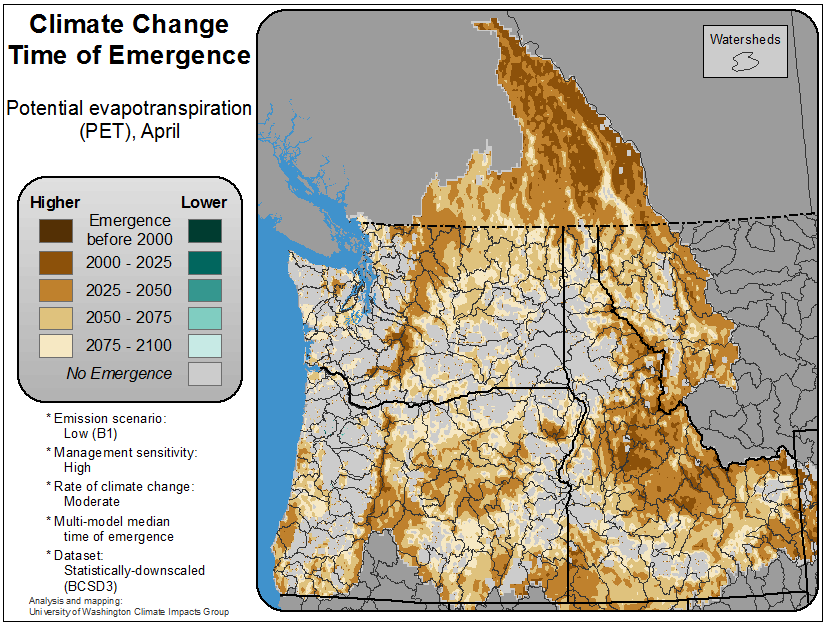 Climate Change
Time of Emergence
Potential evapotranspiration
(PET), April
Higher
Lower
Emergence
before 2000
2000 - 2025
2025 - 2050
2050 - 2075
2075 - 2100
No Emergence
* Emission scenario:
Low (B1)
* Management sensitivity:
High
* Rate of climate change:
Moderate
* Multi-model median
time of emergence
* Dataset:
Statistically-downscaled
(BCSD3)
Analysis and mapping:
University of Washington Climate Impacts Group
Watersheds